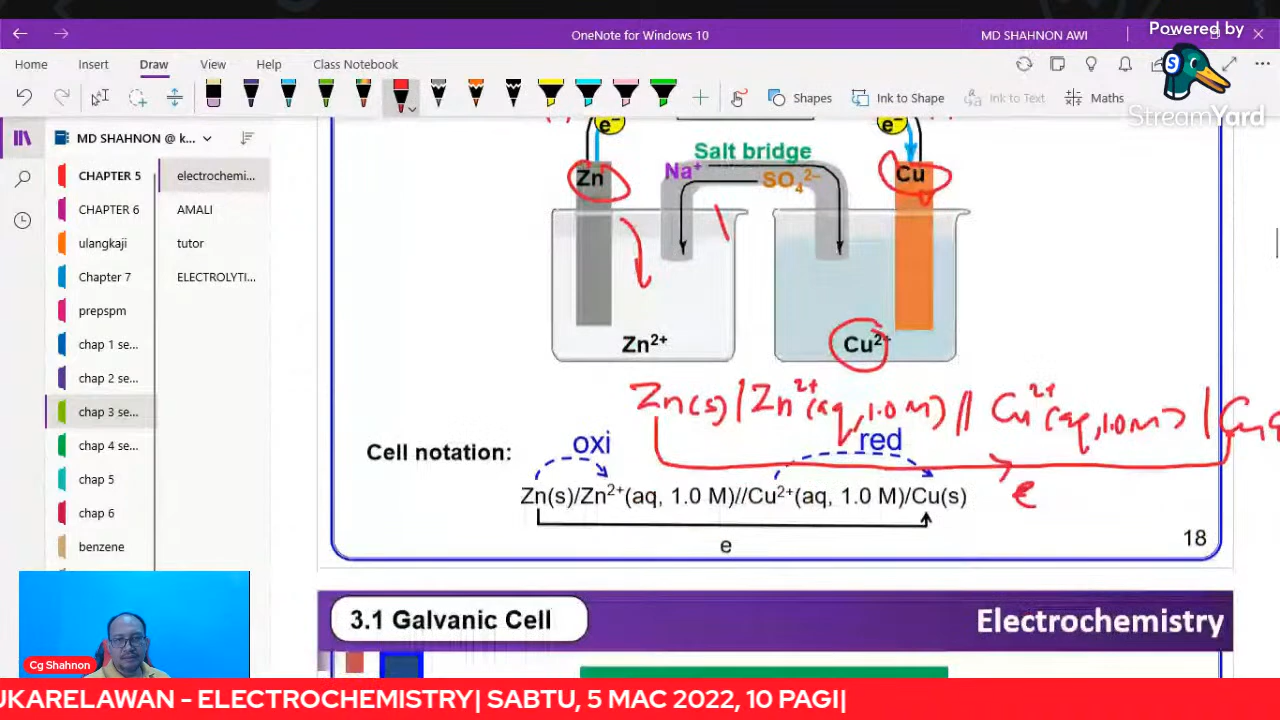 Powered by
StreamYard
OneNote for Windows 10
MD SHAHNON AWI
Home Insert Draw View Help Class Notebook
Shapes Ink to Shape Ink to Text Maths
MD SHAHNON @ k...
CHAPTER 5
CHAPTER 6
ulangkaji
Chapter 7
prepspm
chap 1 se...
chap 2 se...
chap 3 se...
chap 4 se...
chap 5
chap 6
benzene
electrochemi...
AMALI
tutor
ELECTROLYTI...
e⁻ e⁻
Salt bridge
Zn Na⁺ SO₄²⁻ Cu
Zn²⁺ Cu²⁺
Zn(s) | Zn²⁺(aq, 1.0 M) // Cu²⁺(aq, 1.0 M) |
e
Cell notation:
oxi red
Zn(s)/Zn²⁺(aq, 1.0 M)//Cu²⁺(aq, 1.0 M)/Cu(s)
e
18
3.1 Galvanic Cell
Electrochemistry
Cg Shahnon
UKARELAWAN - ELECTROCHEMISTRY| SABTU, 5 MAC 2022, 10 PAGI|